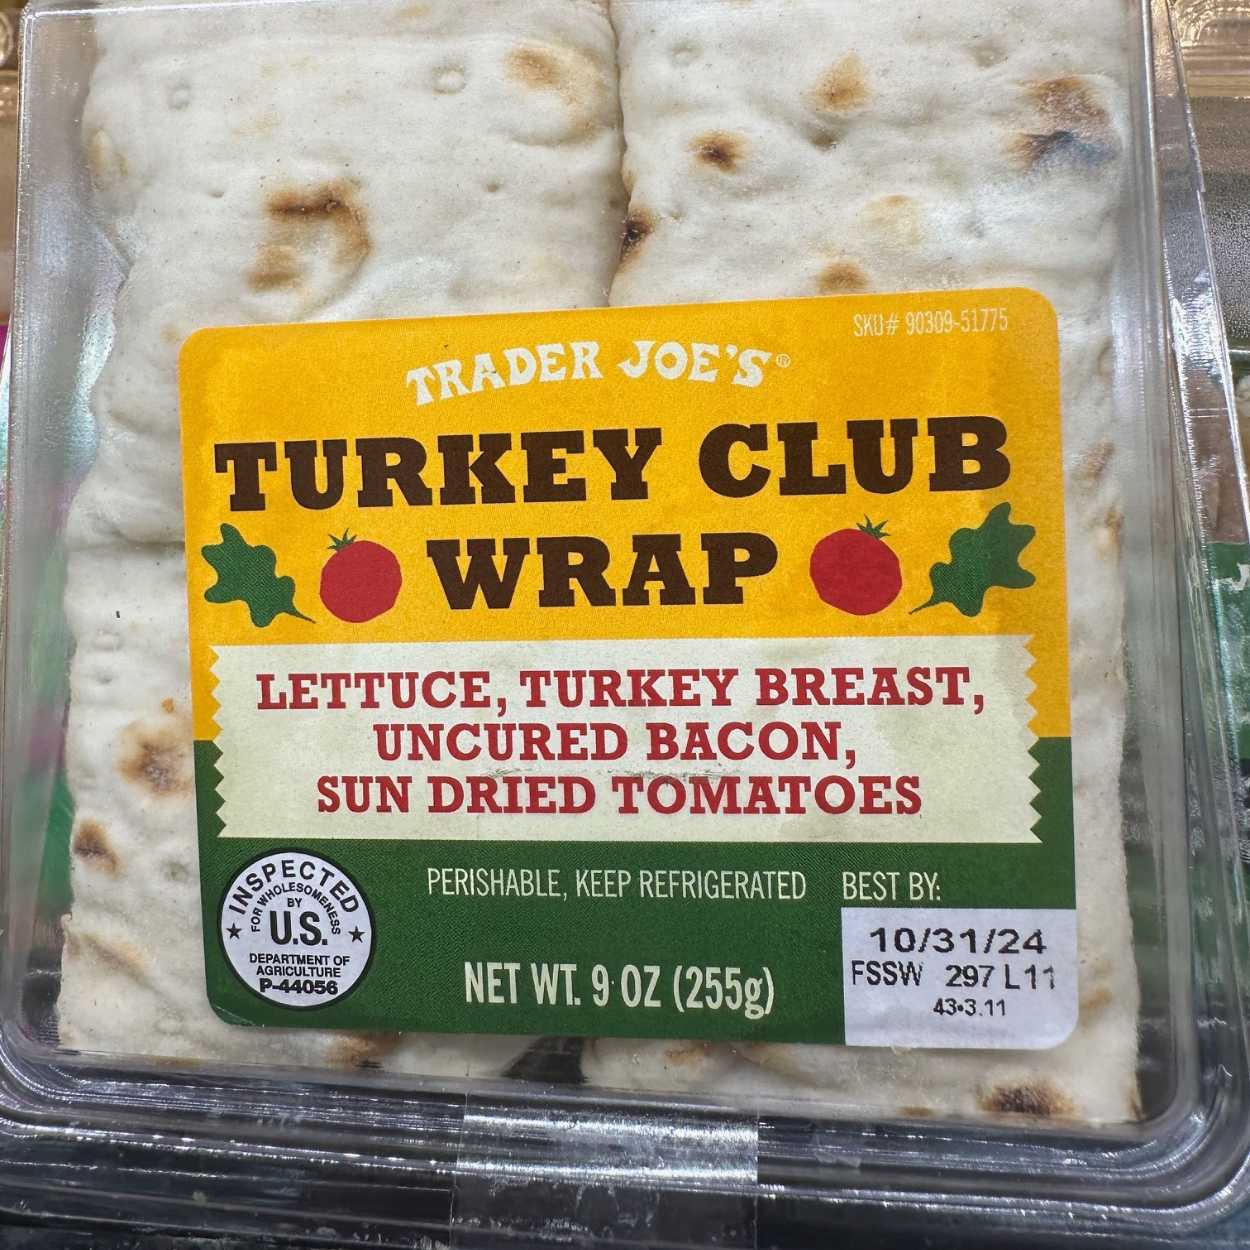 SKU# 90309-51775
TRADER JOE'S®
TURKEY CLUB
WRAP
LETTUCE, TURKEY BREAST,
UNCURED BACON,
SUN DRIED TOMATOES
INSPECTED
FOR WHOLESOMENESS
BY
U.S.
DEPARTMENT OF
AGRICULTURE
P-44056
PERISHABLE, KEEP REFRIGERATED
NET WT. 9 OZ (255g)
BEST BY:
10/31/24
FSSW 297 L11
43•3.11